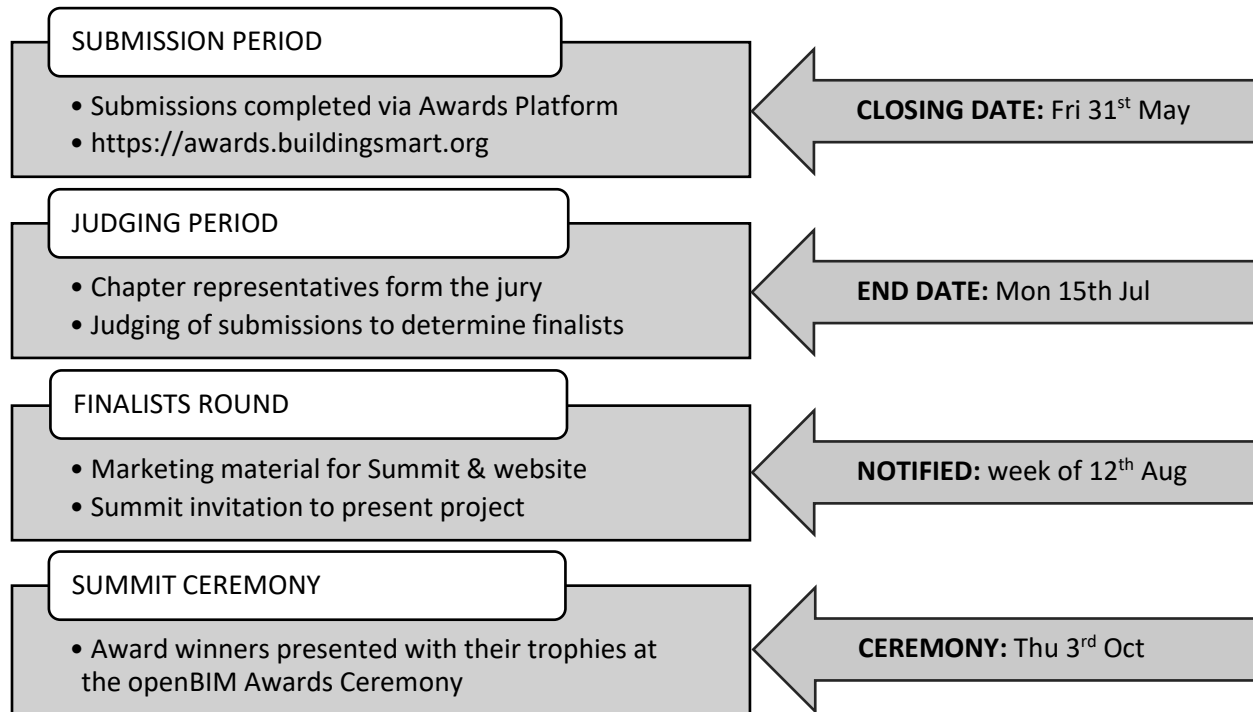 SUBMISSION PERIOD
• Submissions completed via Awards Platform
• https://awards.buildingsmart.org
CLOSING DATE: Fri 31st May
JUDGING PERIOD
• Chapter representatives form the jury
• Judging of submissions to determine finalists
END DATE: Mon 15th Jul
FINALISTS ROUND
• Marketing material for Summit & website
• Summit invitation to present project
NOTIFIED: week of 12th Aug
SUMMIT CEREMONY
• Award winners presented with their trophies at
the openBIM Awards Ceremony
CEREMONY: Thu 3rd Oct